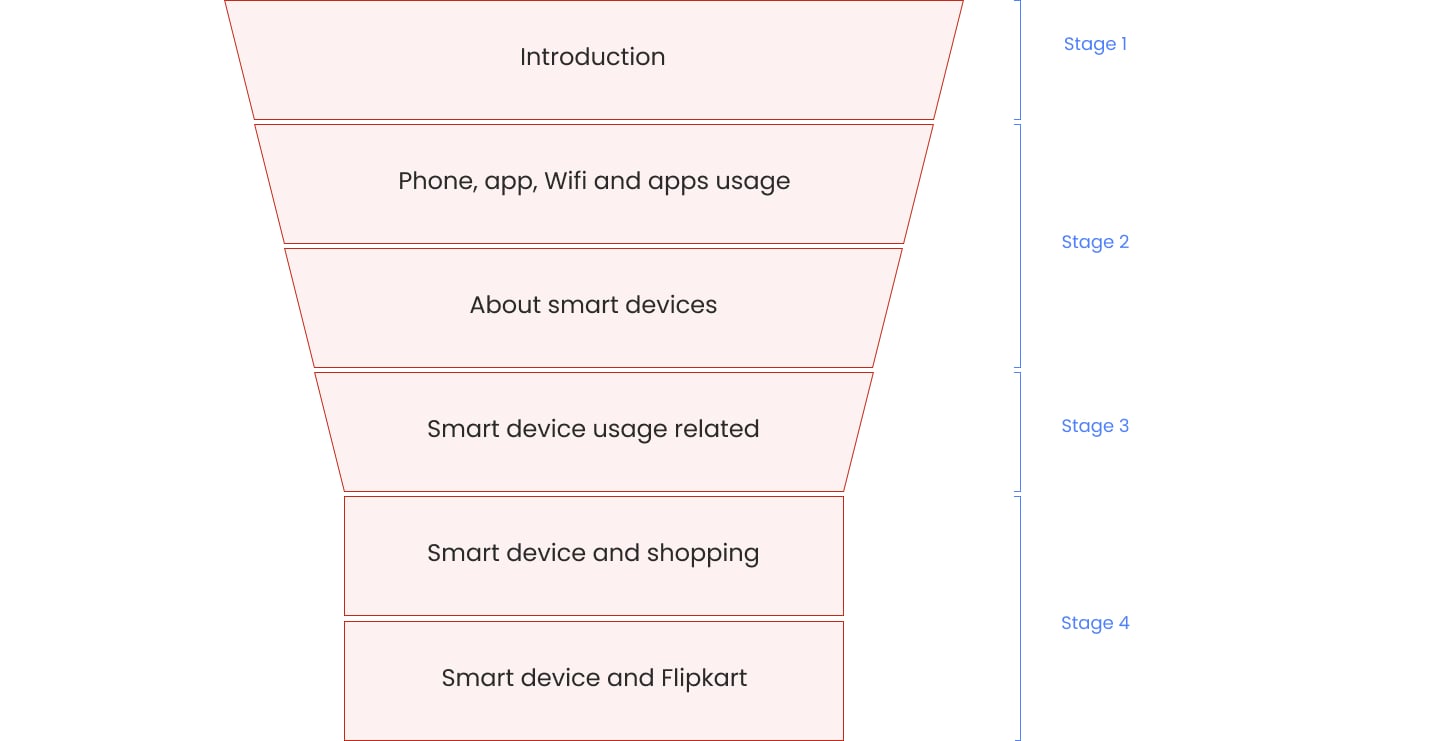 Introduction
Stage 1
Phone, app, Wifi and apps usage
Stage 2
About smart devices
Smart device usage related
Stage 3
Smart device and shopping
Stage 4
Smart device and Flipkart